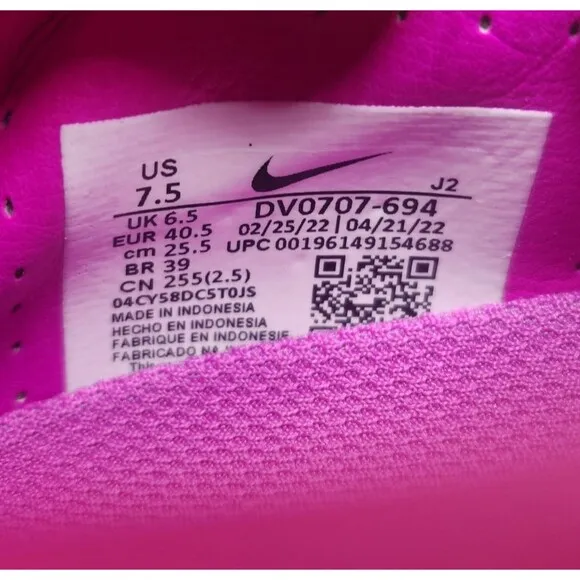 US
7.5
J2
UK 6.5
DV0707-694
EUR 40.5
02/25/22 | 04/21/22
cm 25.5
UPC 00196149154688
BR 39
CN 255(2.5)
04CY58DC5T0JS
MADE IN INDONESIA
HECHO EN INDONESIA
FABRIQUE EN INDONESIE
FABRICADO
This